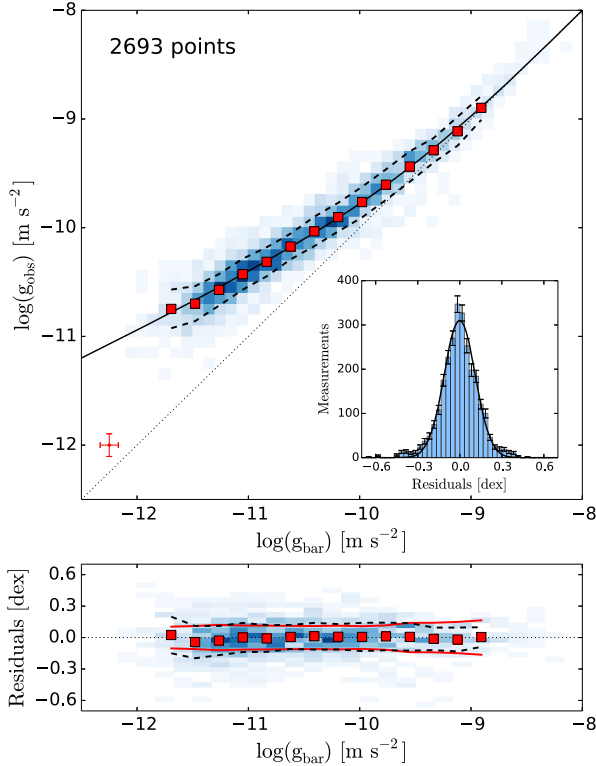 2693 points
−8
−9
−10
−11
−12
log(g_obs) [m s⁻²]
−12 −11 −10 −9 −8
log(g_bar) [m s⁻²]
400
300
200
100
0
Measurements
−0.6 −0.3 0.0 0.3 0.6
Residuals [dex]
0.6
0.3
0.0
−0.3
−0.6
Residuals [dex]
−12 −11 −10 −9 −8
log(g_bar) [m s⁻²]